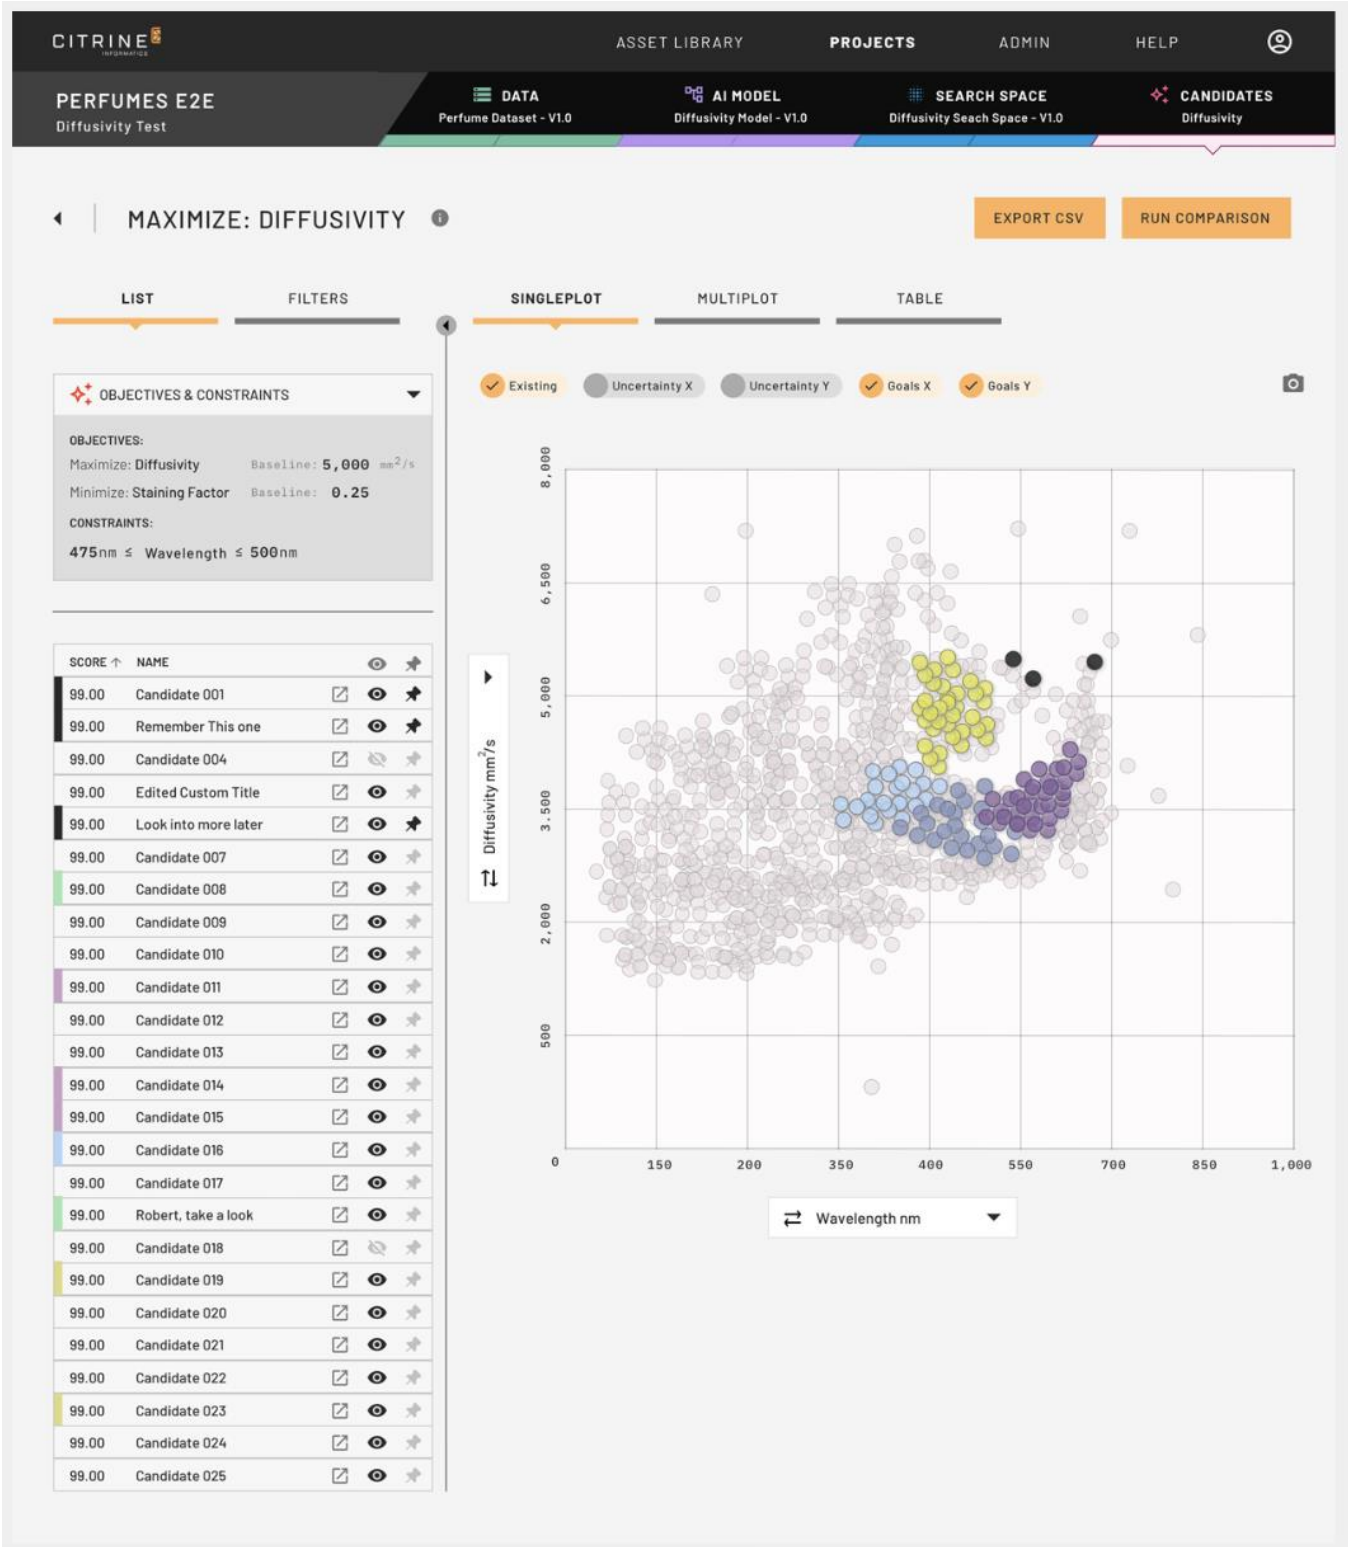 CITRINE
INFORMATICS
ASSET LIBRARY PROJECTS ADMIN HELP
PERFUMES E2E
Diffusivity Test
DATA
Perfume Dataset - V1.0
AI MODEL
Diffusivity Model - V1.0
SEARCH SPACE
Diffusivity Seach Space - V1.0
CANDIDATES
Diffusivity
MAXIMIZE: DIFFUSIVITY
EXPORT CSV
RUN COMPARISON
LIST FILTERS
SINGLEPLOT MULTIPLOT TABLE
OBJECTIVES & CONSTRAINTS
OBJECTIVES:
Maximize: Diffusivity Baseline: 5,000 mm²/s
Minimize: Staining Factor Baseline: 0.25
CONSTRAINTS:
475nm ≤ Wavelength ≤ 500nm
SCORE ↑ NAME
99.00 Candidate 001
99.00 Remember This one
99.00 Candidate 004
99.00 Edited Custom Title
99.00 Look into more later
99.00 Candidate 007
99.00 Candidate 008
99.00 Candidate 009
99.00 Candidate 010
99.00 Candidate 011
99.00 Candidate 012
99.00 Candidate 013
99.00 Candidate 014
99.00 Candidate 015
99.00 Candidate 016
99.00 Candidate 017
99.00 Robert, take a look
99.00 Candidate 018
99.00 Candidate 019
99.00 Candidate 020
99.00 Candidate 021
99.00 Candidate 022
99.00 Candidate 023
99.00 Candidate 024
99.00 Candidate 025
Existing Uncertainty X Uncertainty Y Goals X Goals Y
8,000
6,500
5,000
3.500
2,000
500
Diffusivity mm²/s
0 150 200 350 400 550 700 850 1,000
Wavelength nm